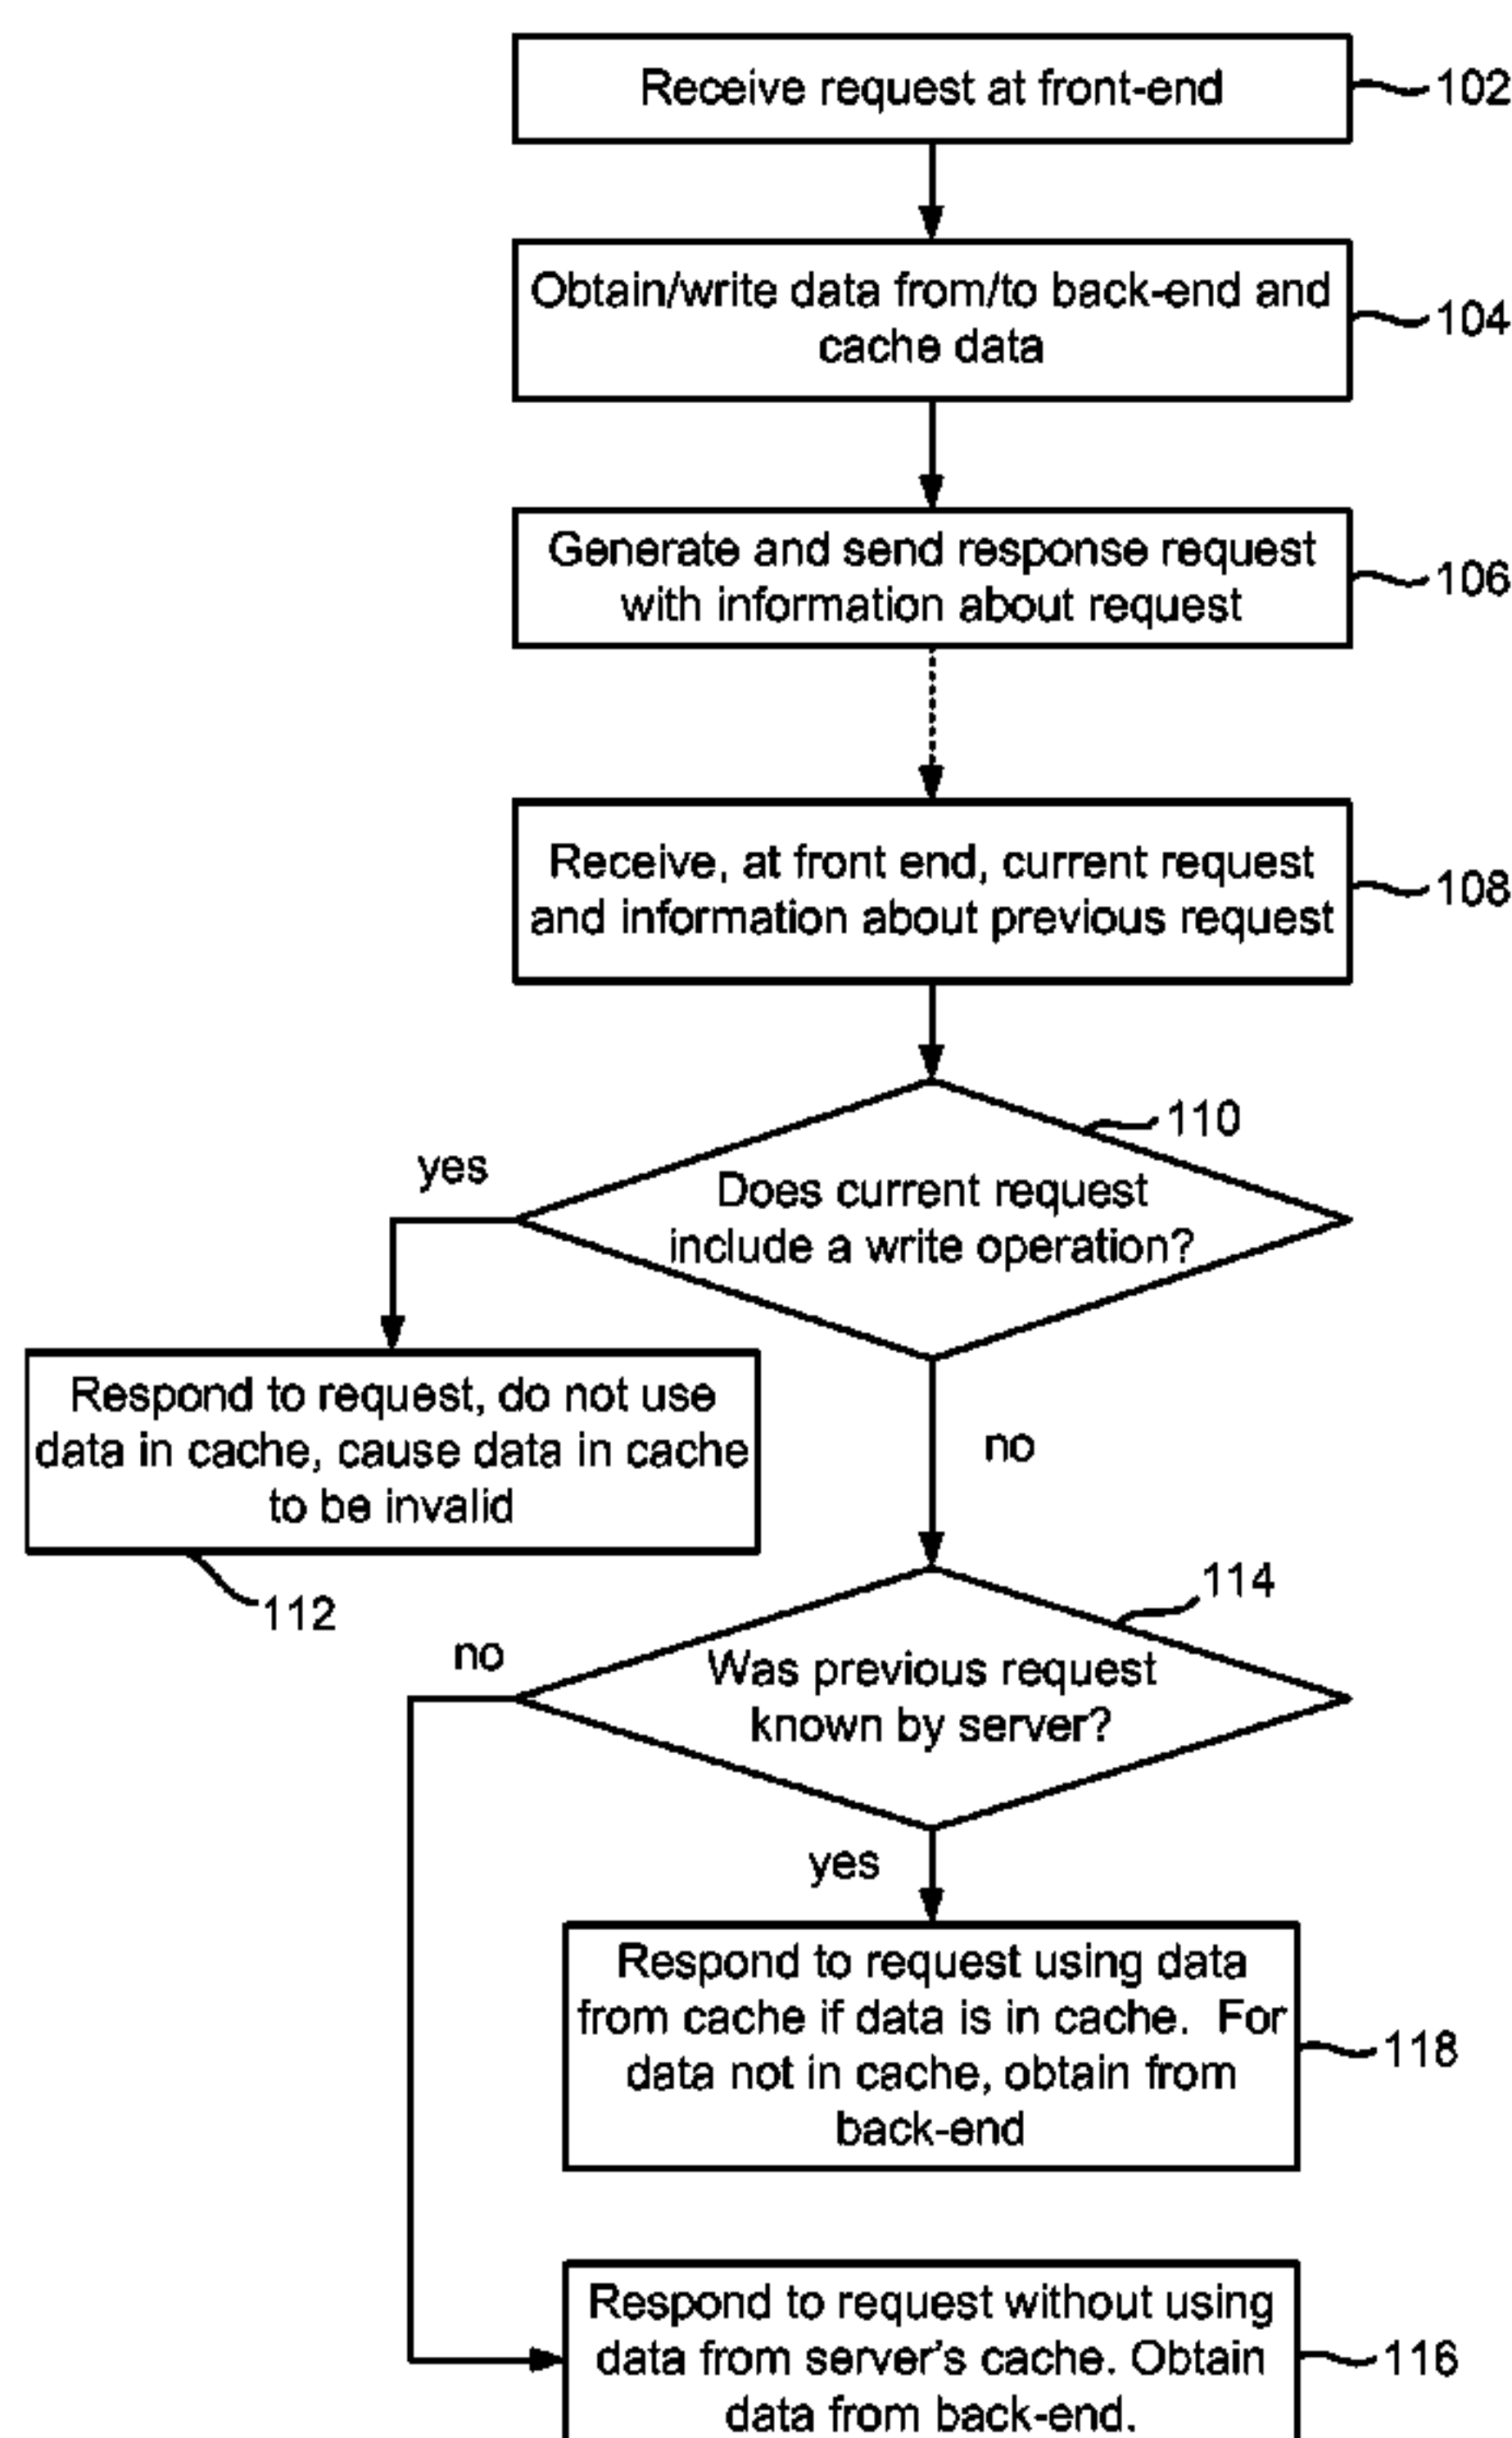 Receive request at front-end
102
Obtain/write data from/to back-end and
cache data
104
Generate and send response request
with information about request
106
Receive, at front end, current request
and information about previous request
108
110
yes
Does current request
include a write operation?
Respond to request, do not use
data in cache, cause data in cache
to be invalid
112
no
114
no
Was previous request
known by server?
yes
Respond to request using data
from cache if data is in cache. For
data not in cache, obtain from
back-end
118
Respond to request without using
data from server's cache. Obtain
data from back-end.
116